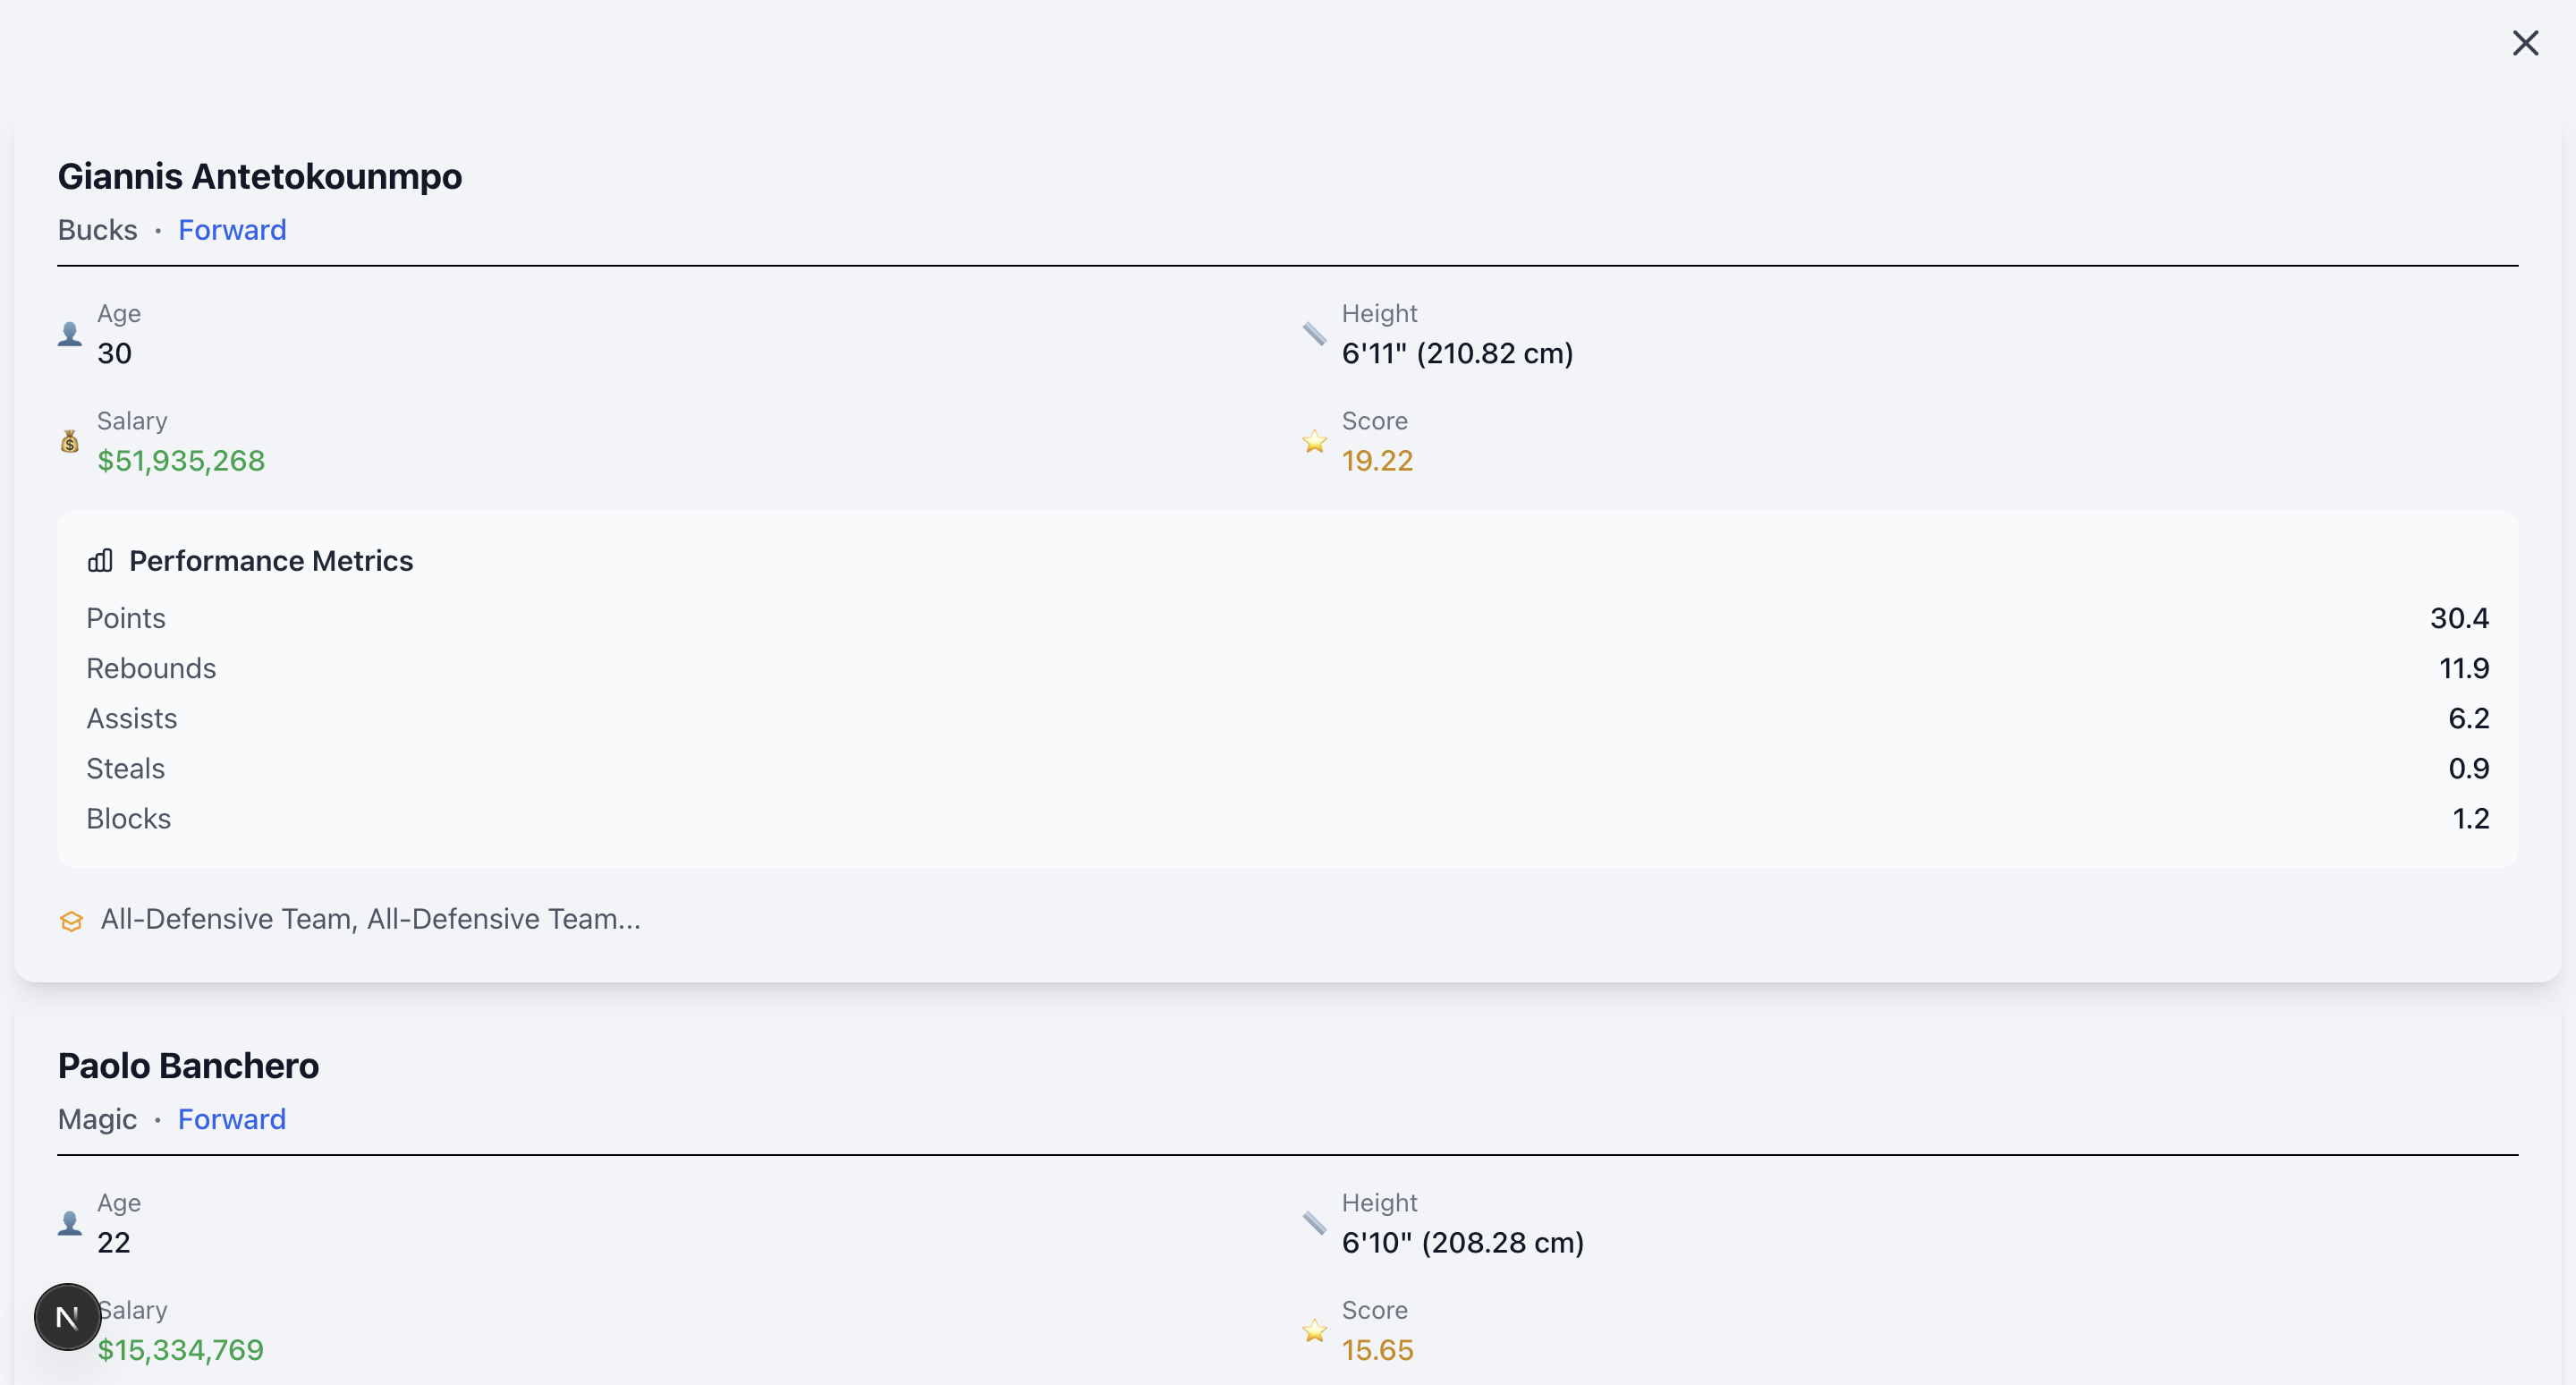 Giannis Antetokounmpo
Bucks · Forward
Age
30
Height
6'11" (210.82 cm)
Salary
$51,935,268
Score
19.22
Performance Metrics
Points 30.4
Rebounds 11.9
Assists 6.2
Steals 0.9
Blocks 1.2
All-Defensive Team, All-Defensive Team...
Paolo Banchero
Magic · Forward
Age
22
Height
6'10" (208.28 cm)
N
Salary
$15,334,769
Score
15.65